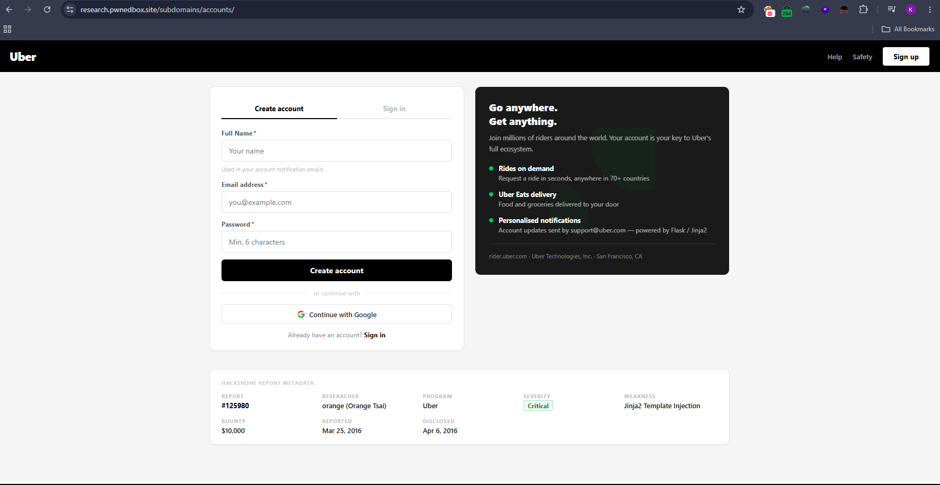 research.pwnedbox.site/subdomains/accounts/
284
K
All Bookmarks
Uber
Help Safety Sign up
Create account Sign in
Full Name*
Your name
Used in your account notification emails
Email address*
you@example.com
Password*
Min. 6 characters
Create account
or continue with
Continue with Google
Already have an account? Sign in
Go anywhere.
Get anything.
Join millions of riders around the world. Your account is your key to Uber's
full ecosystem.
Rides on demand
Request a ride in seconds, anywhere in 70+ countries
Uber Eats delivery
Food and groceries delivered to your door
Personalised notifications
Account updates sent by support@uber.com — powered by Flask / Jinja2
rider.uber.com · Uber Technologies, Inc. · San Francisco, CA
HACKERONE REPORT METADATA
REPORT RESEARCHER PROGRAM SEVERITY WEAKNESS
#125980 orange (Orange Tsai) Uber Critical Jinja2 Template Injection
BOUNTY REPORTED DISCLOSED
$10,000 Mar 25, 2016 Apr 6, 2016